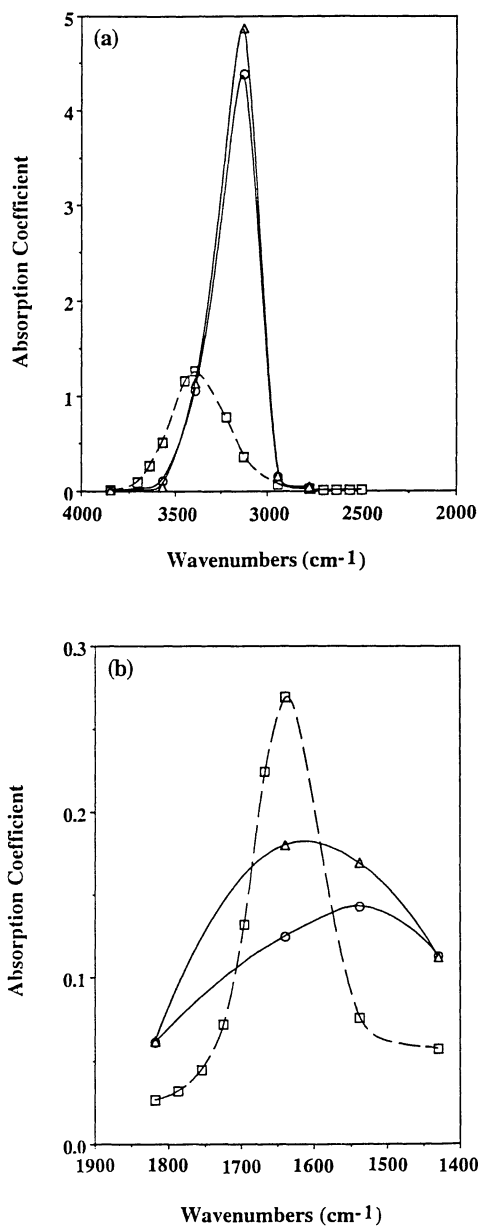 (a)
5
4
3
2
1
0
Absorption Coefficient
4000 3500 3000 2500 2000
Wavenumbers (cm-1)
(b)
0.3
0.2
0.1
0.0
Absorption Coefficient
1900 1800 1700 1600 1500 1400
Wavenumbers (cm-1)